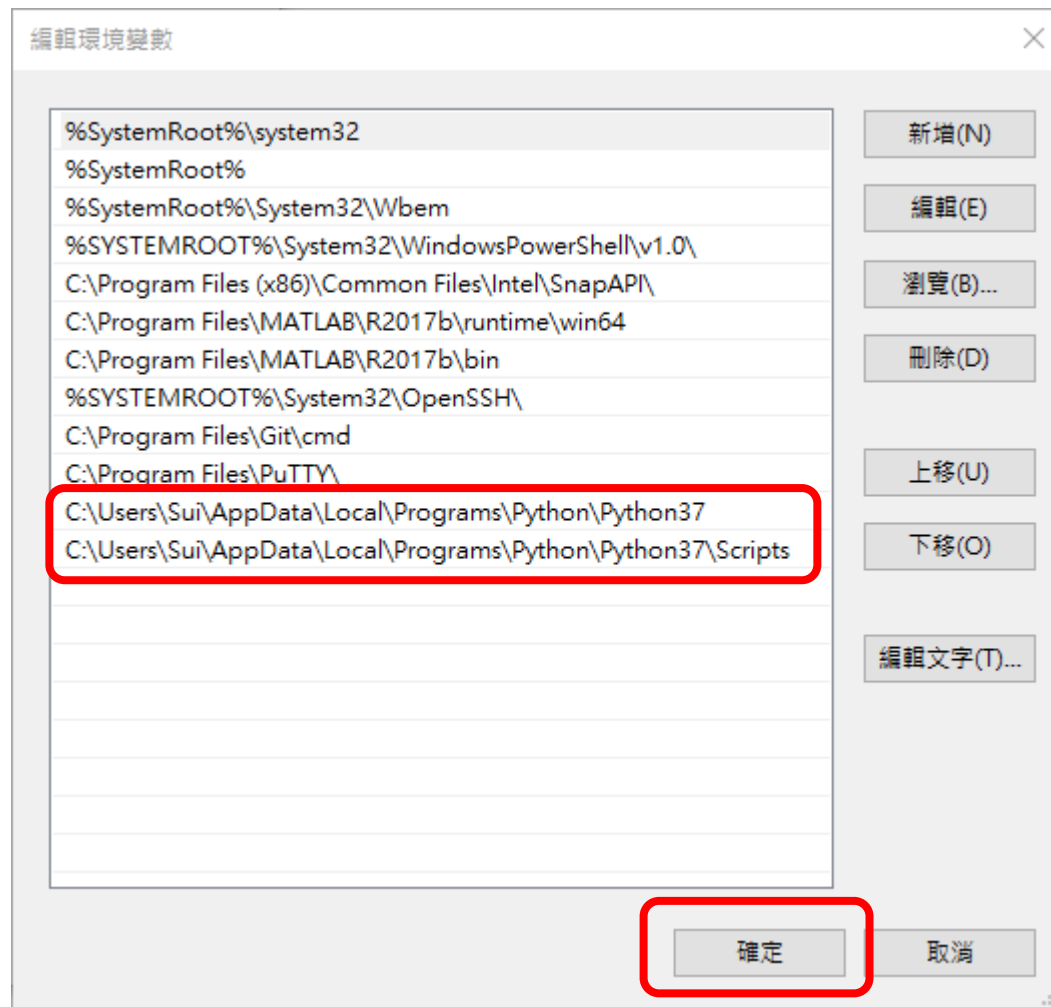 編輯環境變數
%SystemRoot%\system32
%SystemRoot%
%SystemRoot%\System32\Wbem
%SYSTEMROOT%\System32\WindowsPowerShell\v1.0\
C:\Program Files (x86)\Common Files\Intel\SnapAPI\
C:\Program Files\MATLAB\R2017b\runtime\win64
C:\Program Files\MATLAB\R2017b\bin
%SYSTEMROOT%\System32\OpenSSH\
C:\Program Files\Git\cmd
C:\Program Files\PuTTY\
C:\Users\Sui\AppData\Local\Programs\Python\Python37
C:\Users\Sui\AppData\Local\Programs\Python\Python37\Scripts
新增(N)
編輯(E)
瀏覽(B)...
刪除(D)
上移(U)
下移(O)
編輯文字(T)...
確定
取消